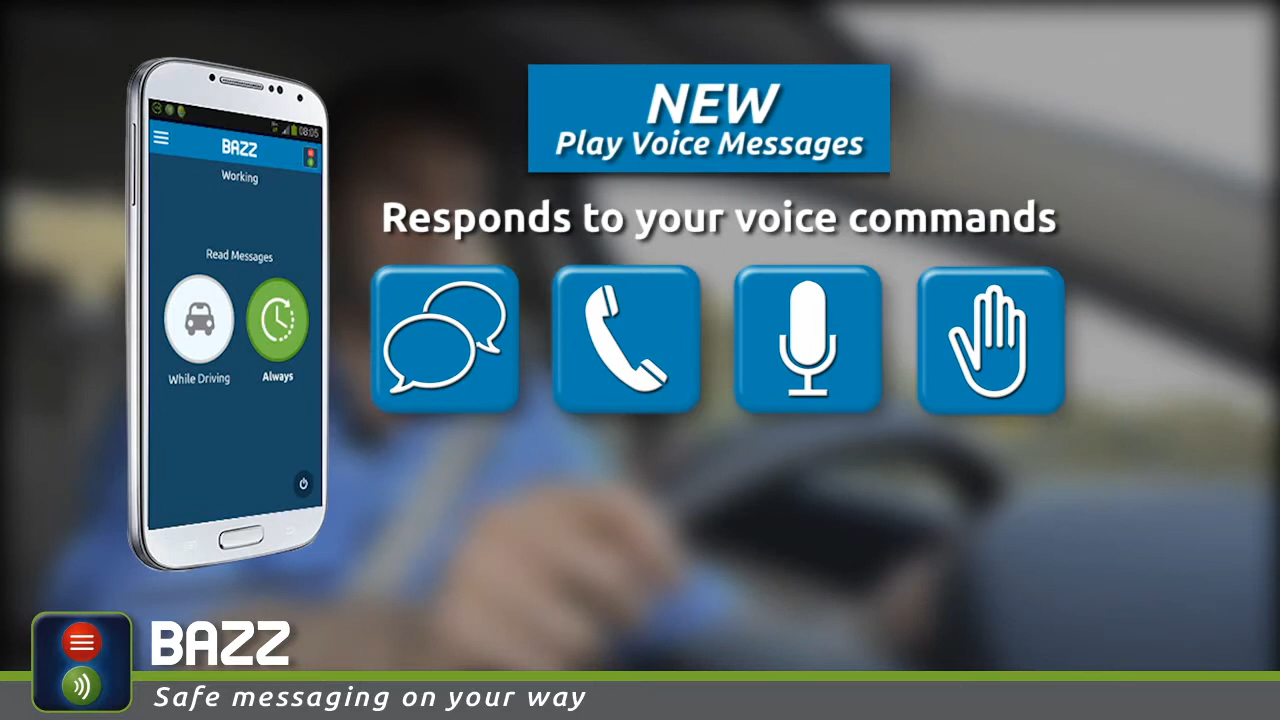 NEW
Play Voice Messages
Responds to your voice commands
08:05
BAZZ
Working
Read Messages
While Driving
Always
BAZZ
Safe messaging on your way